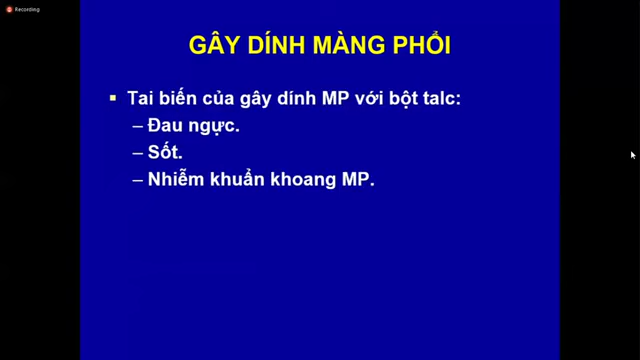 Recording
GÂY DÍNH MÀNG PHỔI
▪ Tai biến của gây dính MP với bột talc:
– Đau ngực.
– Sốt.
– Nhiễm khuẩn khoang MP.